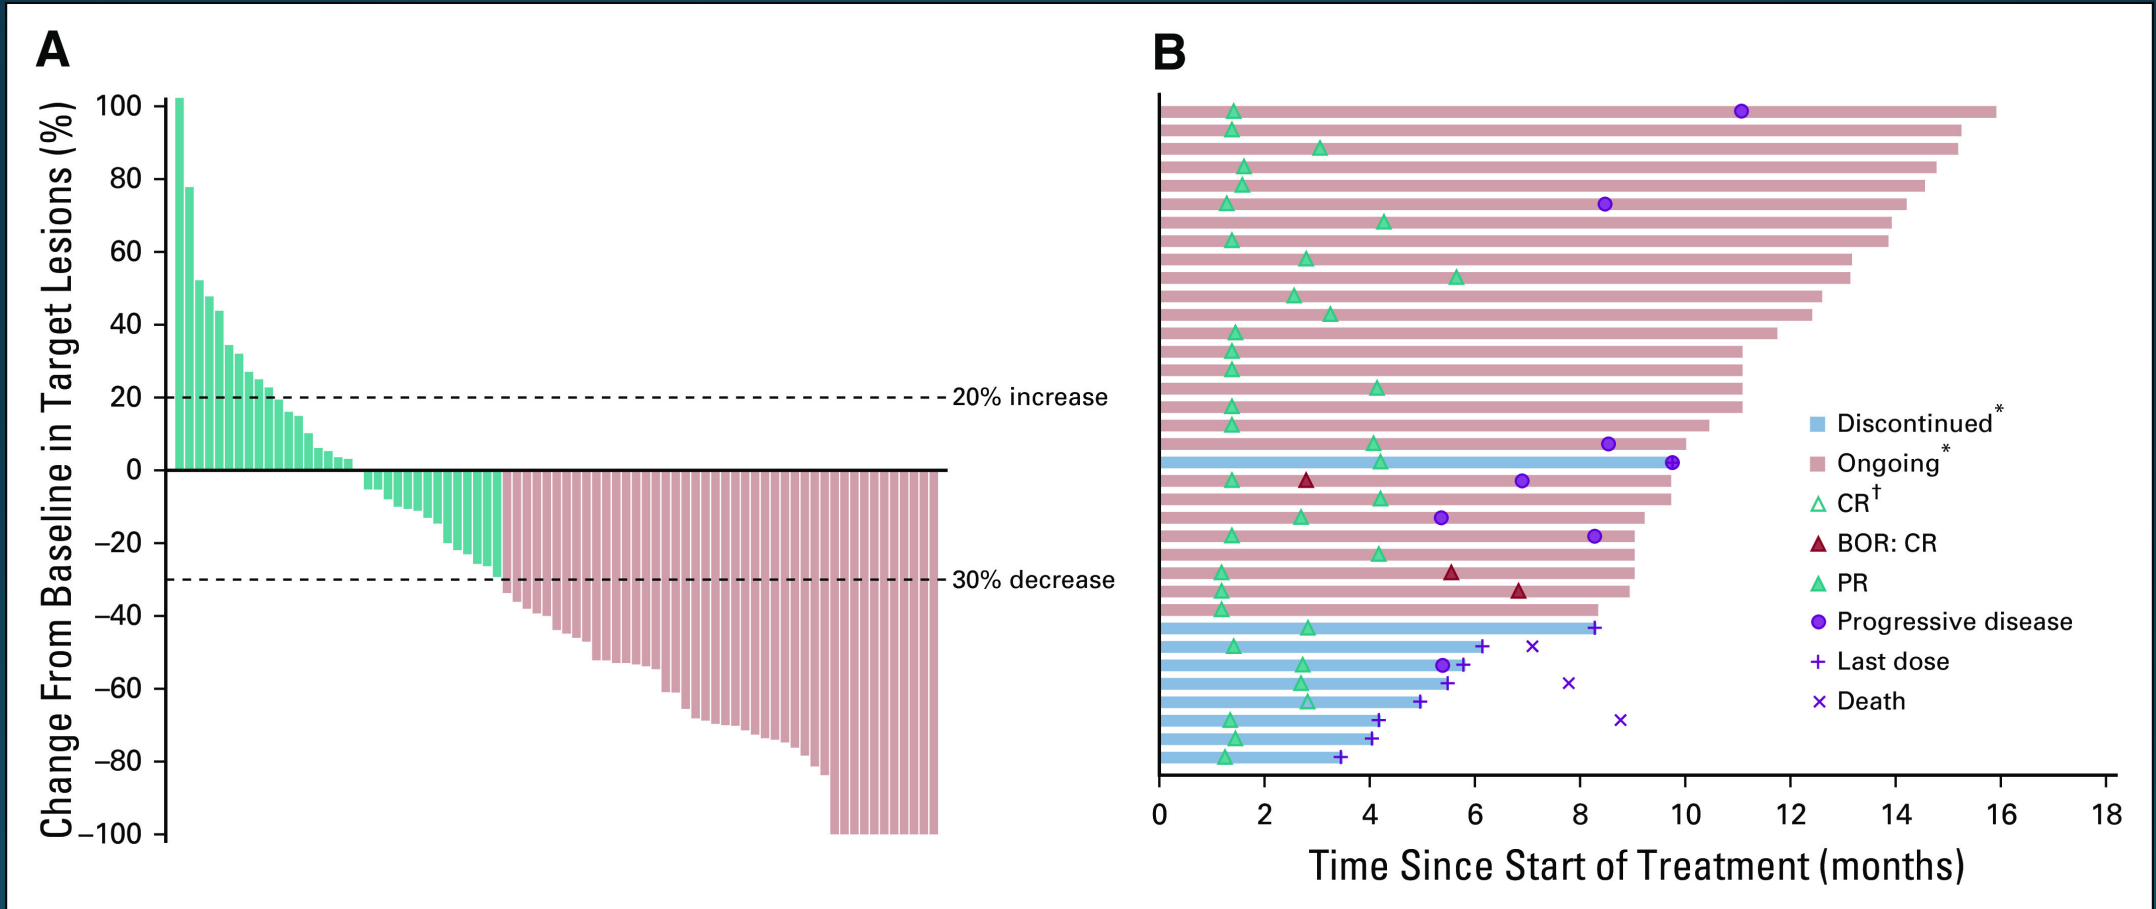 A
Change From Baseline in Target Lesions (%)
100
80
60
40
20
0
–20
–40
–60
–80
–100
20% increase
30% decrease
B
Discontinued*
Ongoing*
CR†
BOR: CR
PR
Progressive disease
Last dose
Death
0 2 4 6 8 10 12 14 16 18
Time Since Start of Treatment (months)